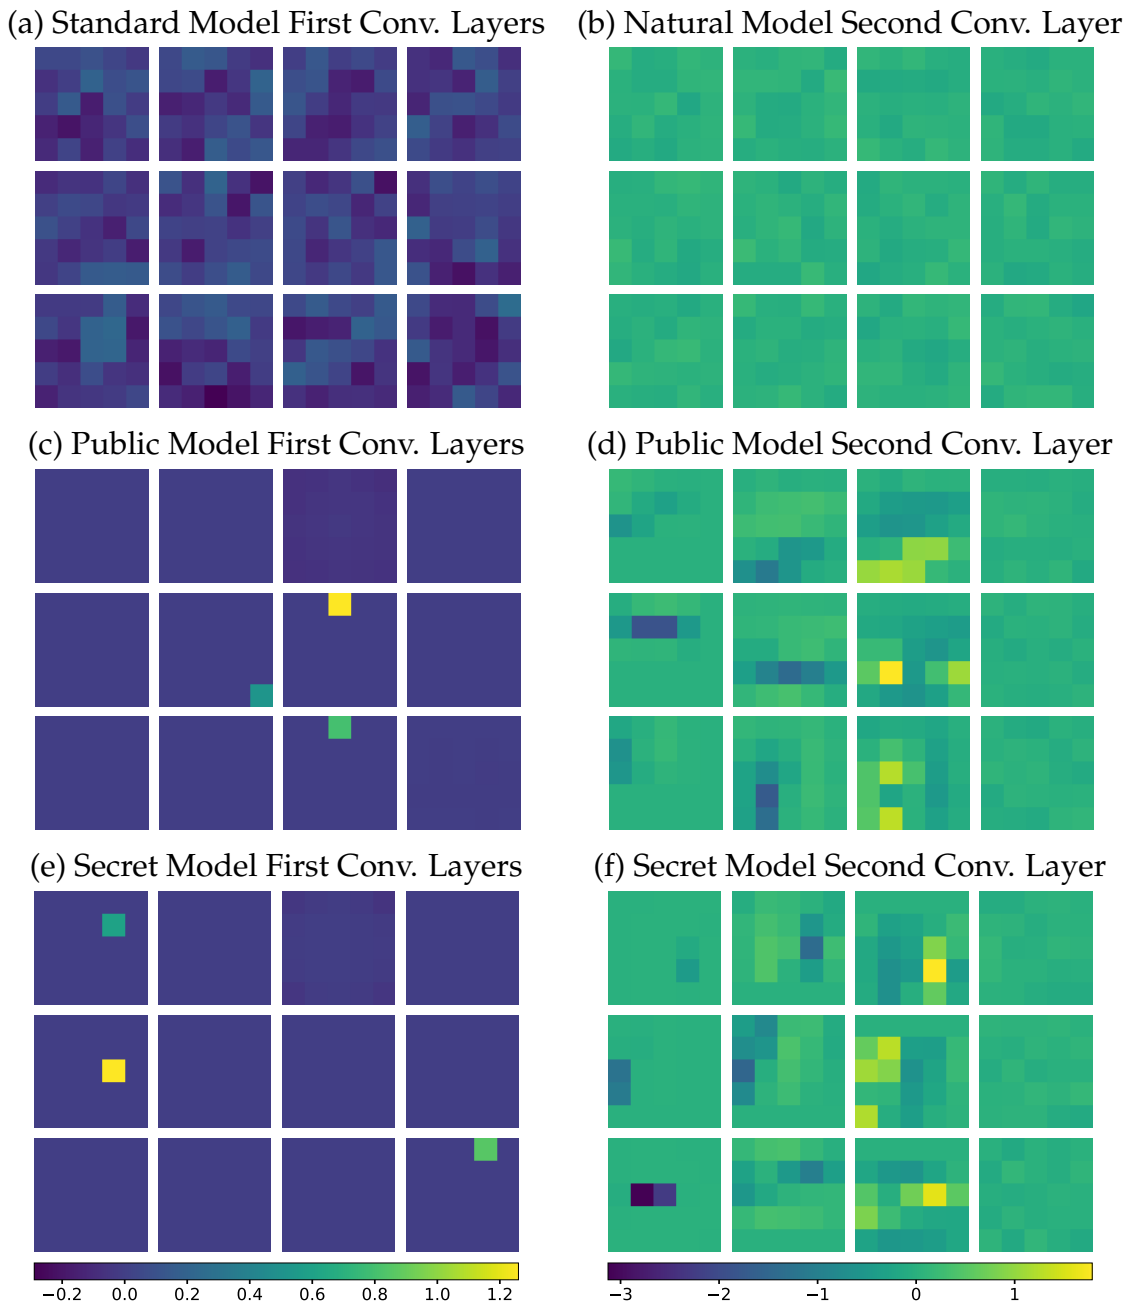 (a) Standard Model First Conv. Layers
(b) Natural Model Second Conv. Layer
(c) Public Model First Conv. Layers
(d) Public Model Second Conv. Layer
(e) Secret Model First Conv. Layers
(f) Secret Model Second Conv. Layer
−0.2 0.0 0.2 0.4 0.6 0.8 1.0 1.2
−3 −2 −1 0 1